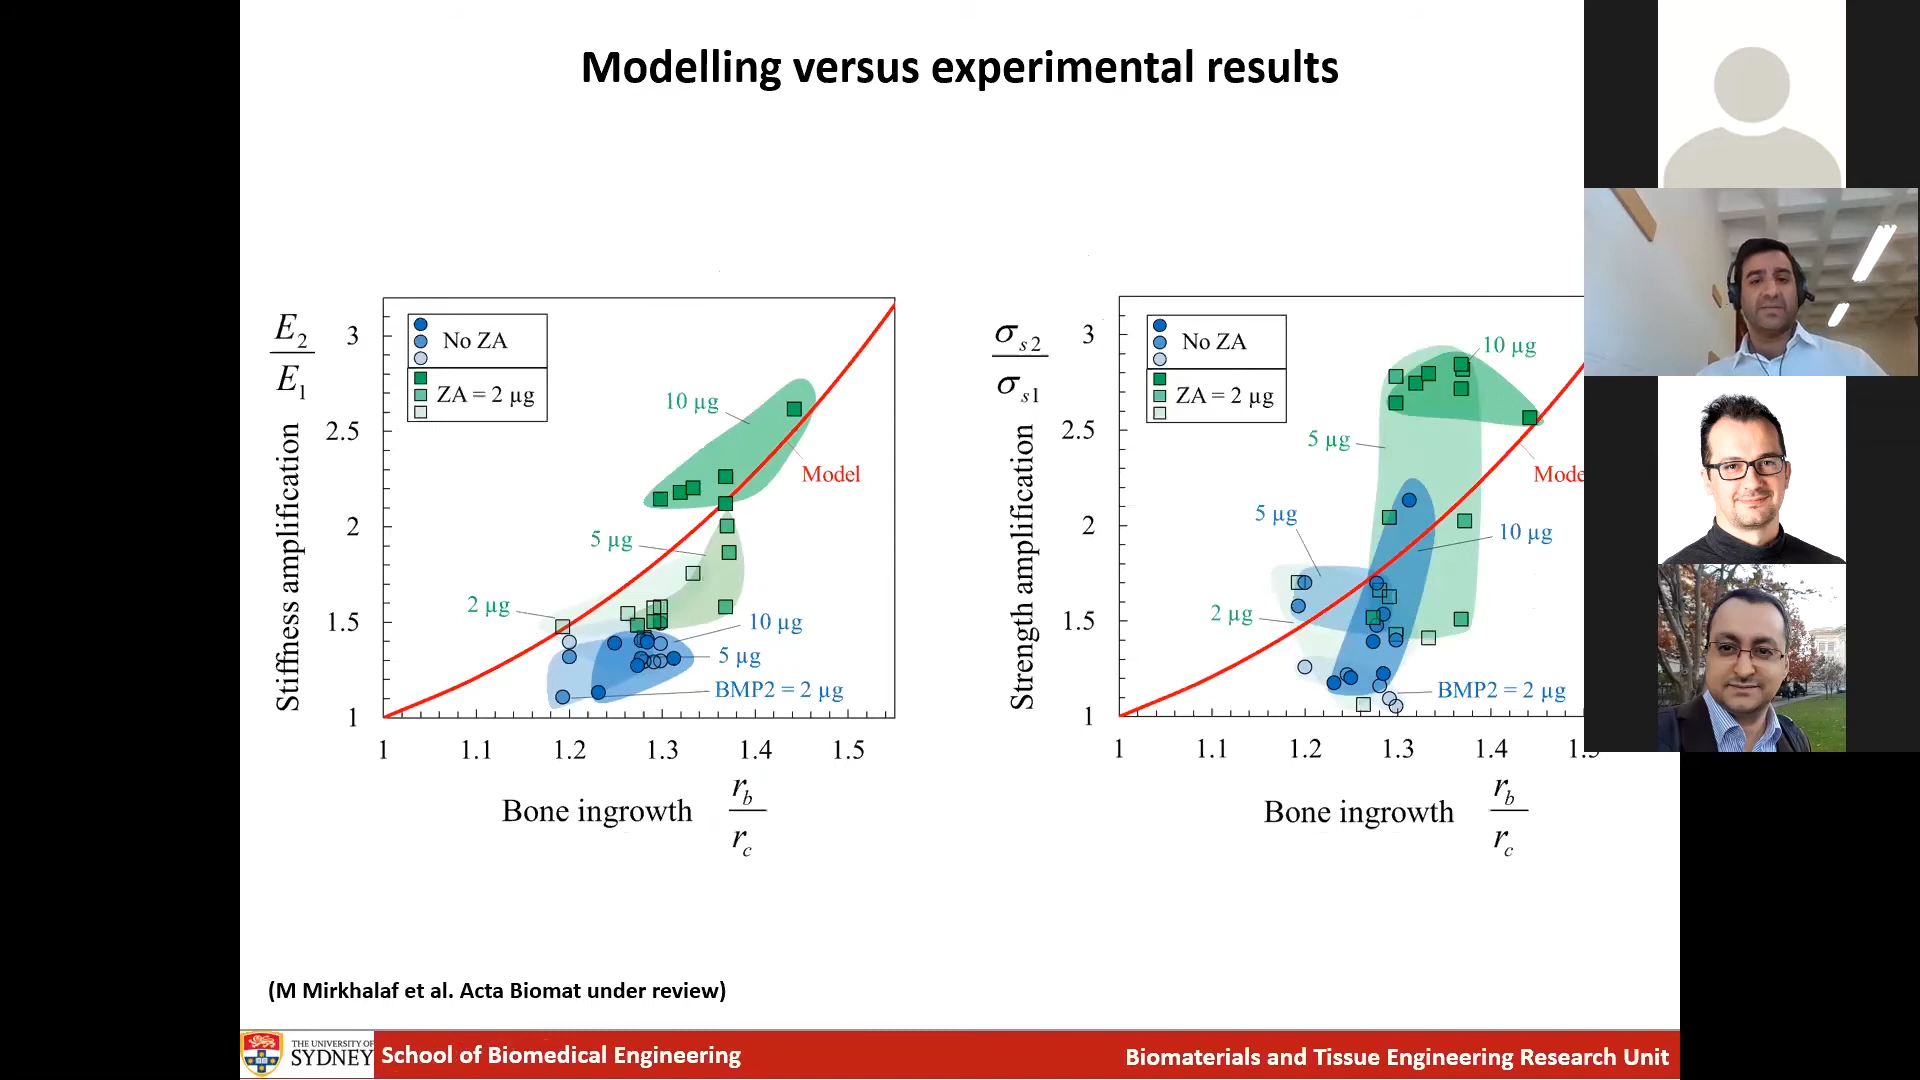 Modelling versus experimental results
E2
E1
Stiffness amplification
3
2.5
2
1.5
1
No ZA
ZA = 2 µg
10 µg
Model
5 µg
2 µg
10 µg
5 µg
BMP2 = 2 µg
1 1.1 1.2 1.3 1.4 1.5
Bone ingrowth
rb
rc
σs2
σs1
Strength amplification
3
2.5
2
1.5
1
No ZA
ZA = 2 µg
10 µg
5 µg
Mode
5 µg
10 µg
2 µg
BMP2 = 2 µg
1 1.1 1.2 1.3 1.4
Bone ingrowth
rb
rc
(M Mirkhalaf et al. Acta Biomat under review)
THE UNIVERSITY OF
SYDNEY
School of Biomedical Engineering
Biomaterials and Tissue Engineering Research Unit